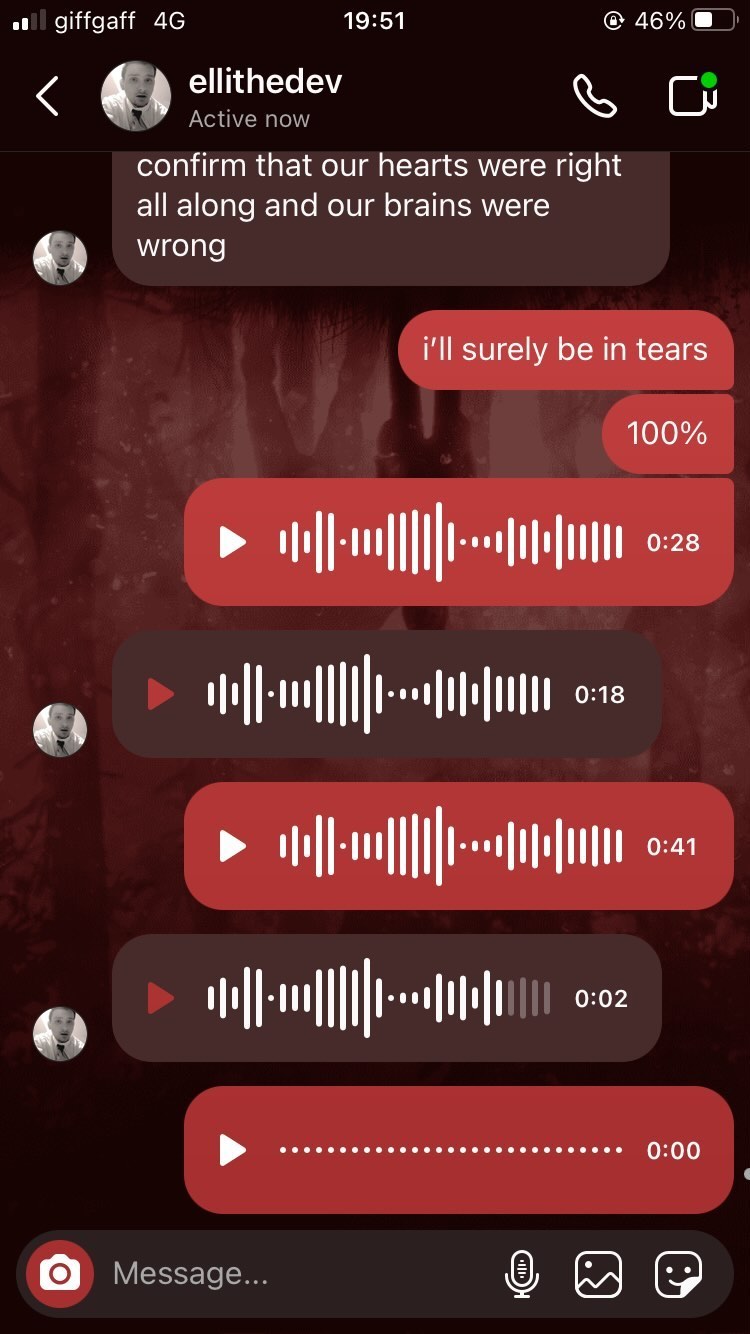 giffgaff 4G 19:51 46%
ellithedev
Active now
confirm that our hearts were right
all along and our brains were
wrong
i'll surely be in tears
100%
0:28
0:18
0:41
0:02
0:00
Message...